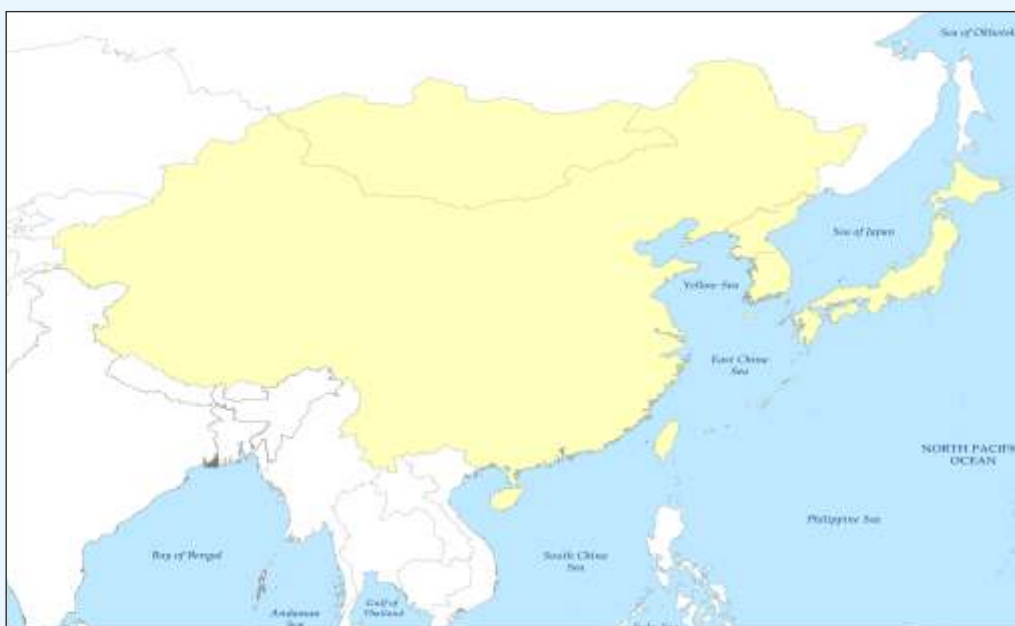 Sea of Okhotsk
Sea of Japan
Yellow Sea
East China
Sea
NORTH PACIFIC
OCEAN
Philippine Sea
Bay of Bengal
South China
Sea
Andaman
Gulf of
Thailand